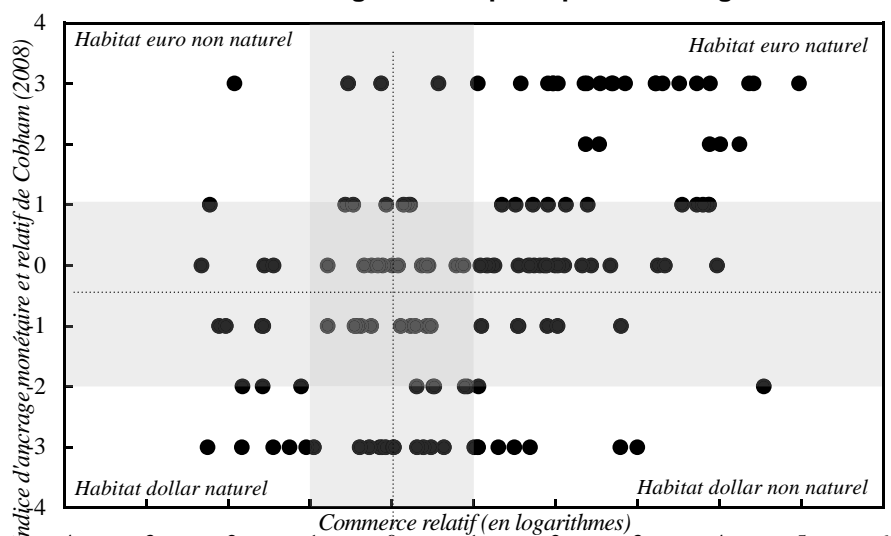 4
Habitat euro non naturel
Habitat euro naturel
3
2
1
0
-1
-2
-3
-4
Indice d'ancrage monétaire et relatif de Cobham (2008)
Habitat dollar naturel
Habitat dollar non naturel
Commerce relatif (en logarithmes)